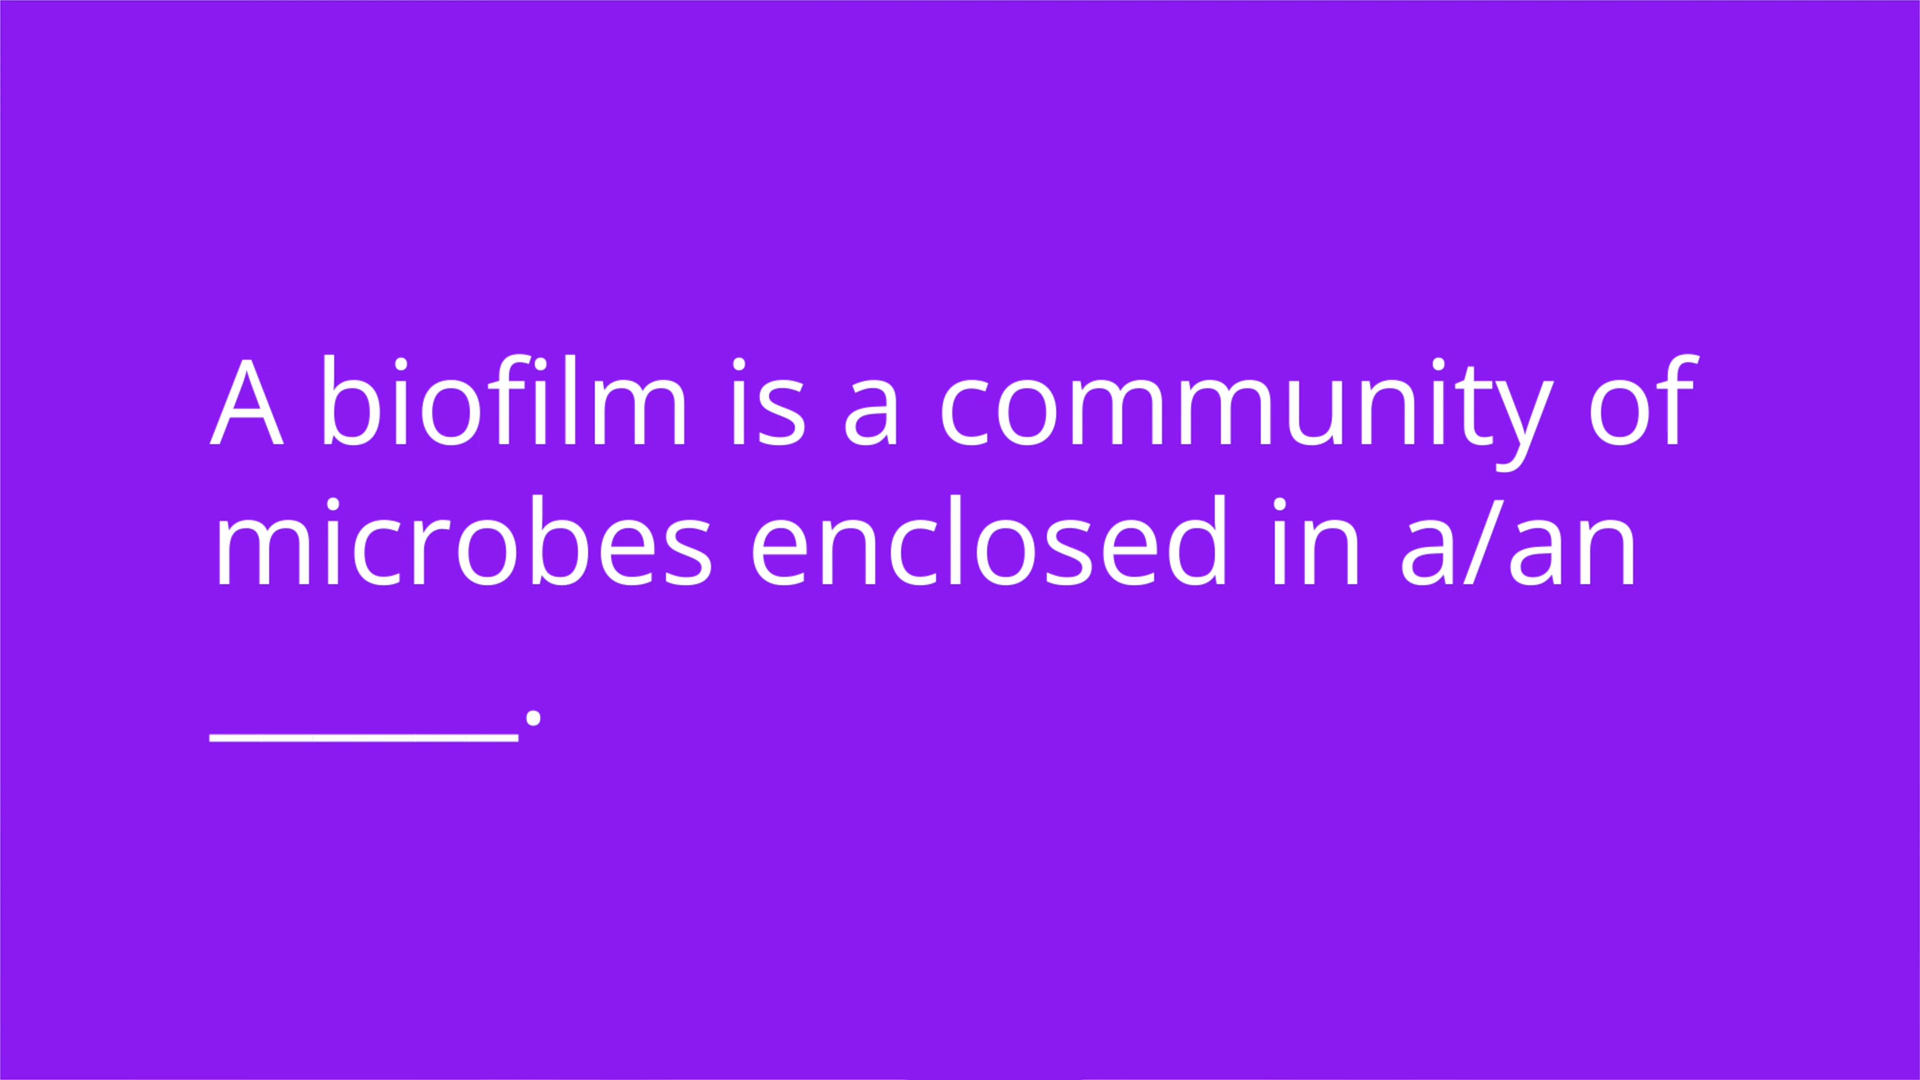 A biofilm is a community of
microbes enclosed in a/an
______.